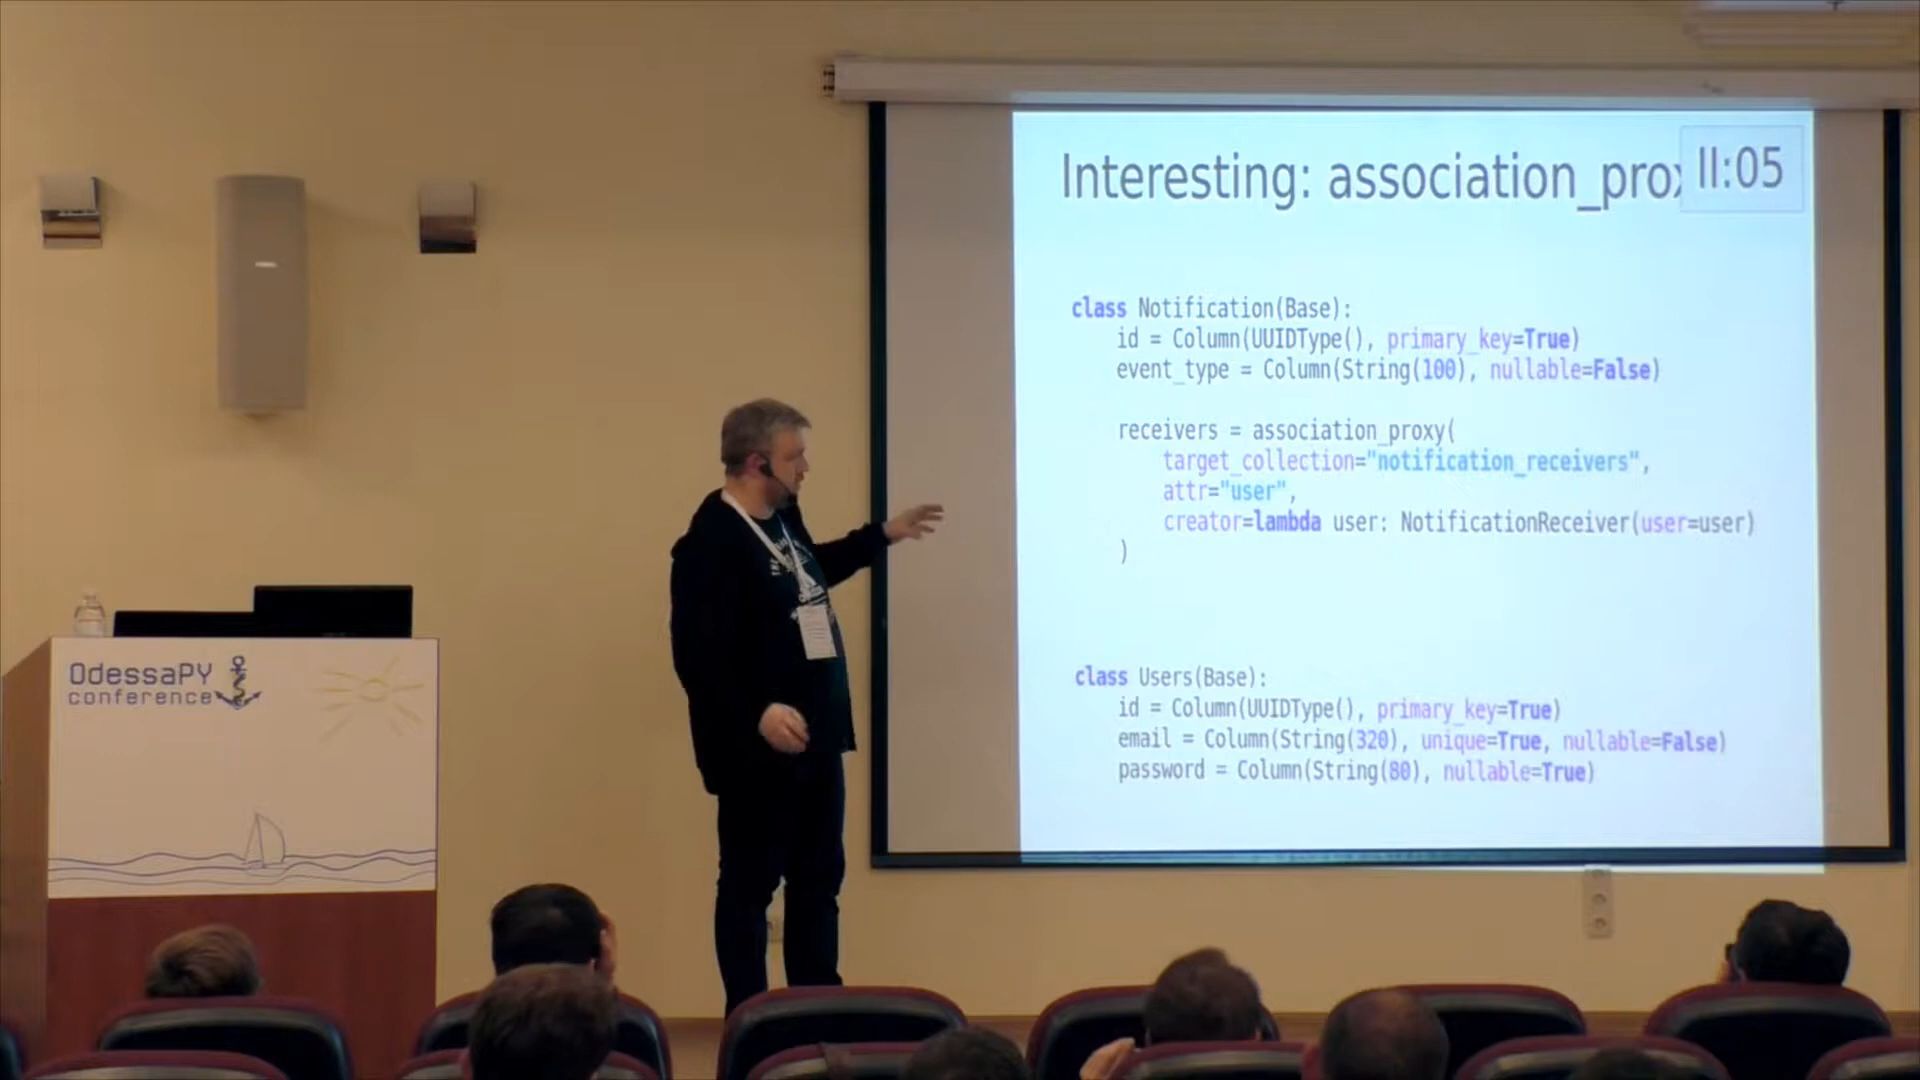 Interesting: association_prox
11:05
class Notification(Base):
id = Column(UUIDType(), primary_key=True)
event_type = Column(String(100), nullable=False)
receivers = association_proxy(
target_collection="notification_receivers",
attr="user",
creator=lambda user: NotificationReceiver(user=user)
)
class Users(Base):
id = Column(UUIDType(), primary_key=True)
email = Column(String(320), unique=True, nullable=False)
password = Column(String(80), nullable=True)
OdessaPY
conference